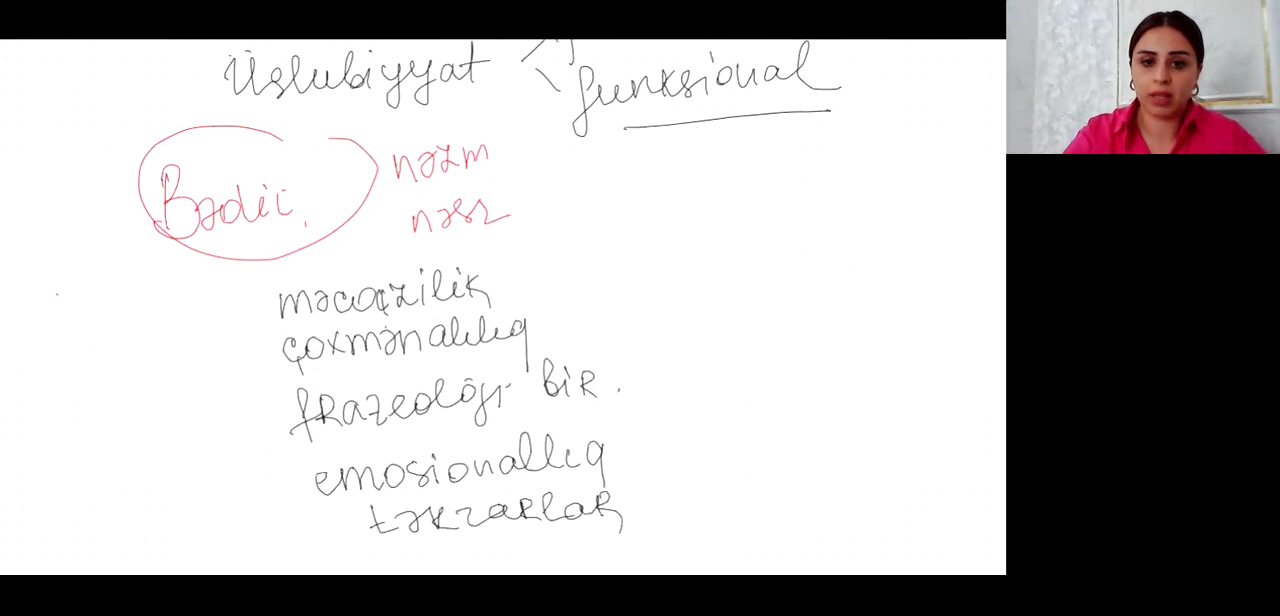 Üslubiyyat
funksional
Bədii
nəzm
nəsr
məcazilik
çoxmənalılıq
frazeoloji bir.
emosionallıq
təkrarlar